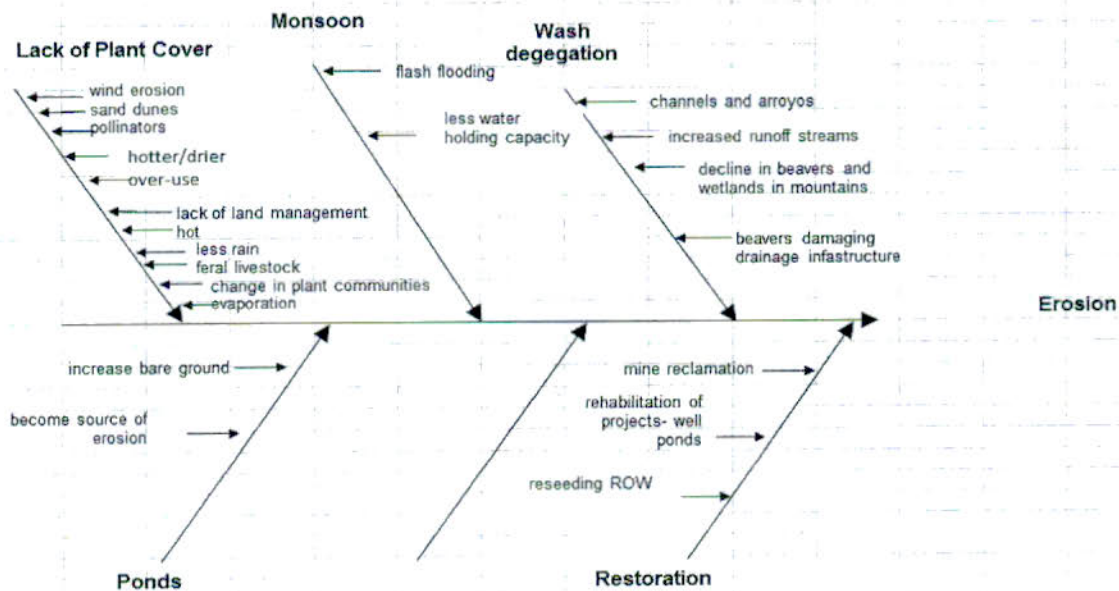 Monsoon
Lack of Plant Cover
Wash
degegation
wind erosion
sand dunes
pollinators
hotter/drier
over-use
lack of land management
hot
less rain
feral livestock
change in plant communities
evaporation
flash flooding
less water
holding capacity
channels and arroyos
increased runoff streams
decline in beavers and
wetlands in mountains
beavers damaging
drainage infastructure
Erosion
increase bare ground
become source of
erosion
mine reclamation
rehabilitation of
projects- well
ponds
reseeding ROW
Ponds
Restoration